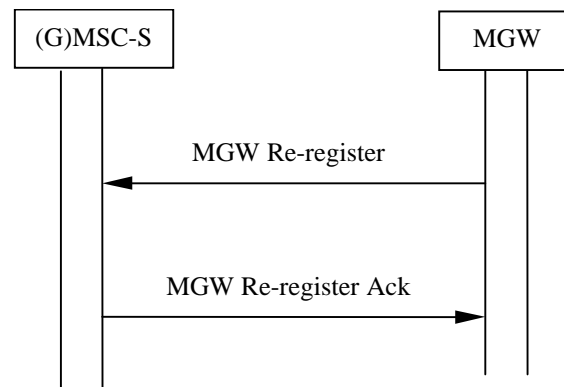 (G)MSC-S
MGW
MGW Re-register
MGW Re-register Ack